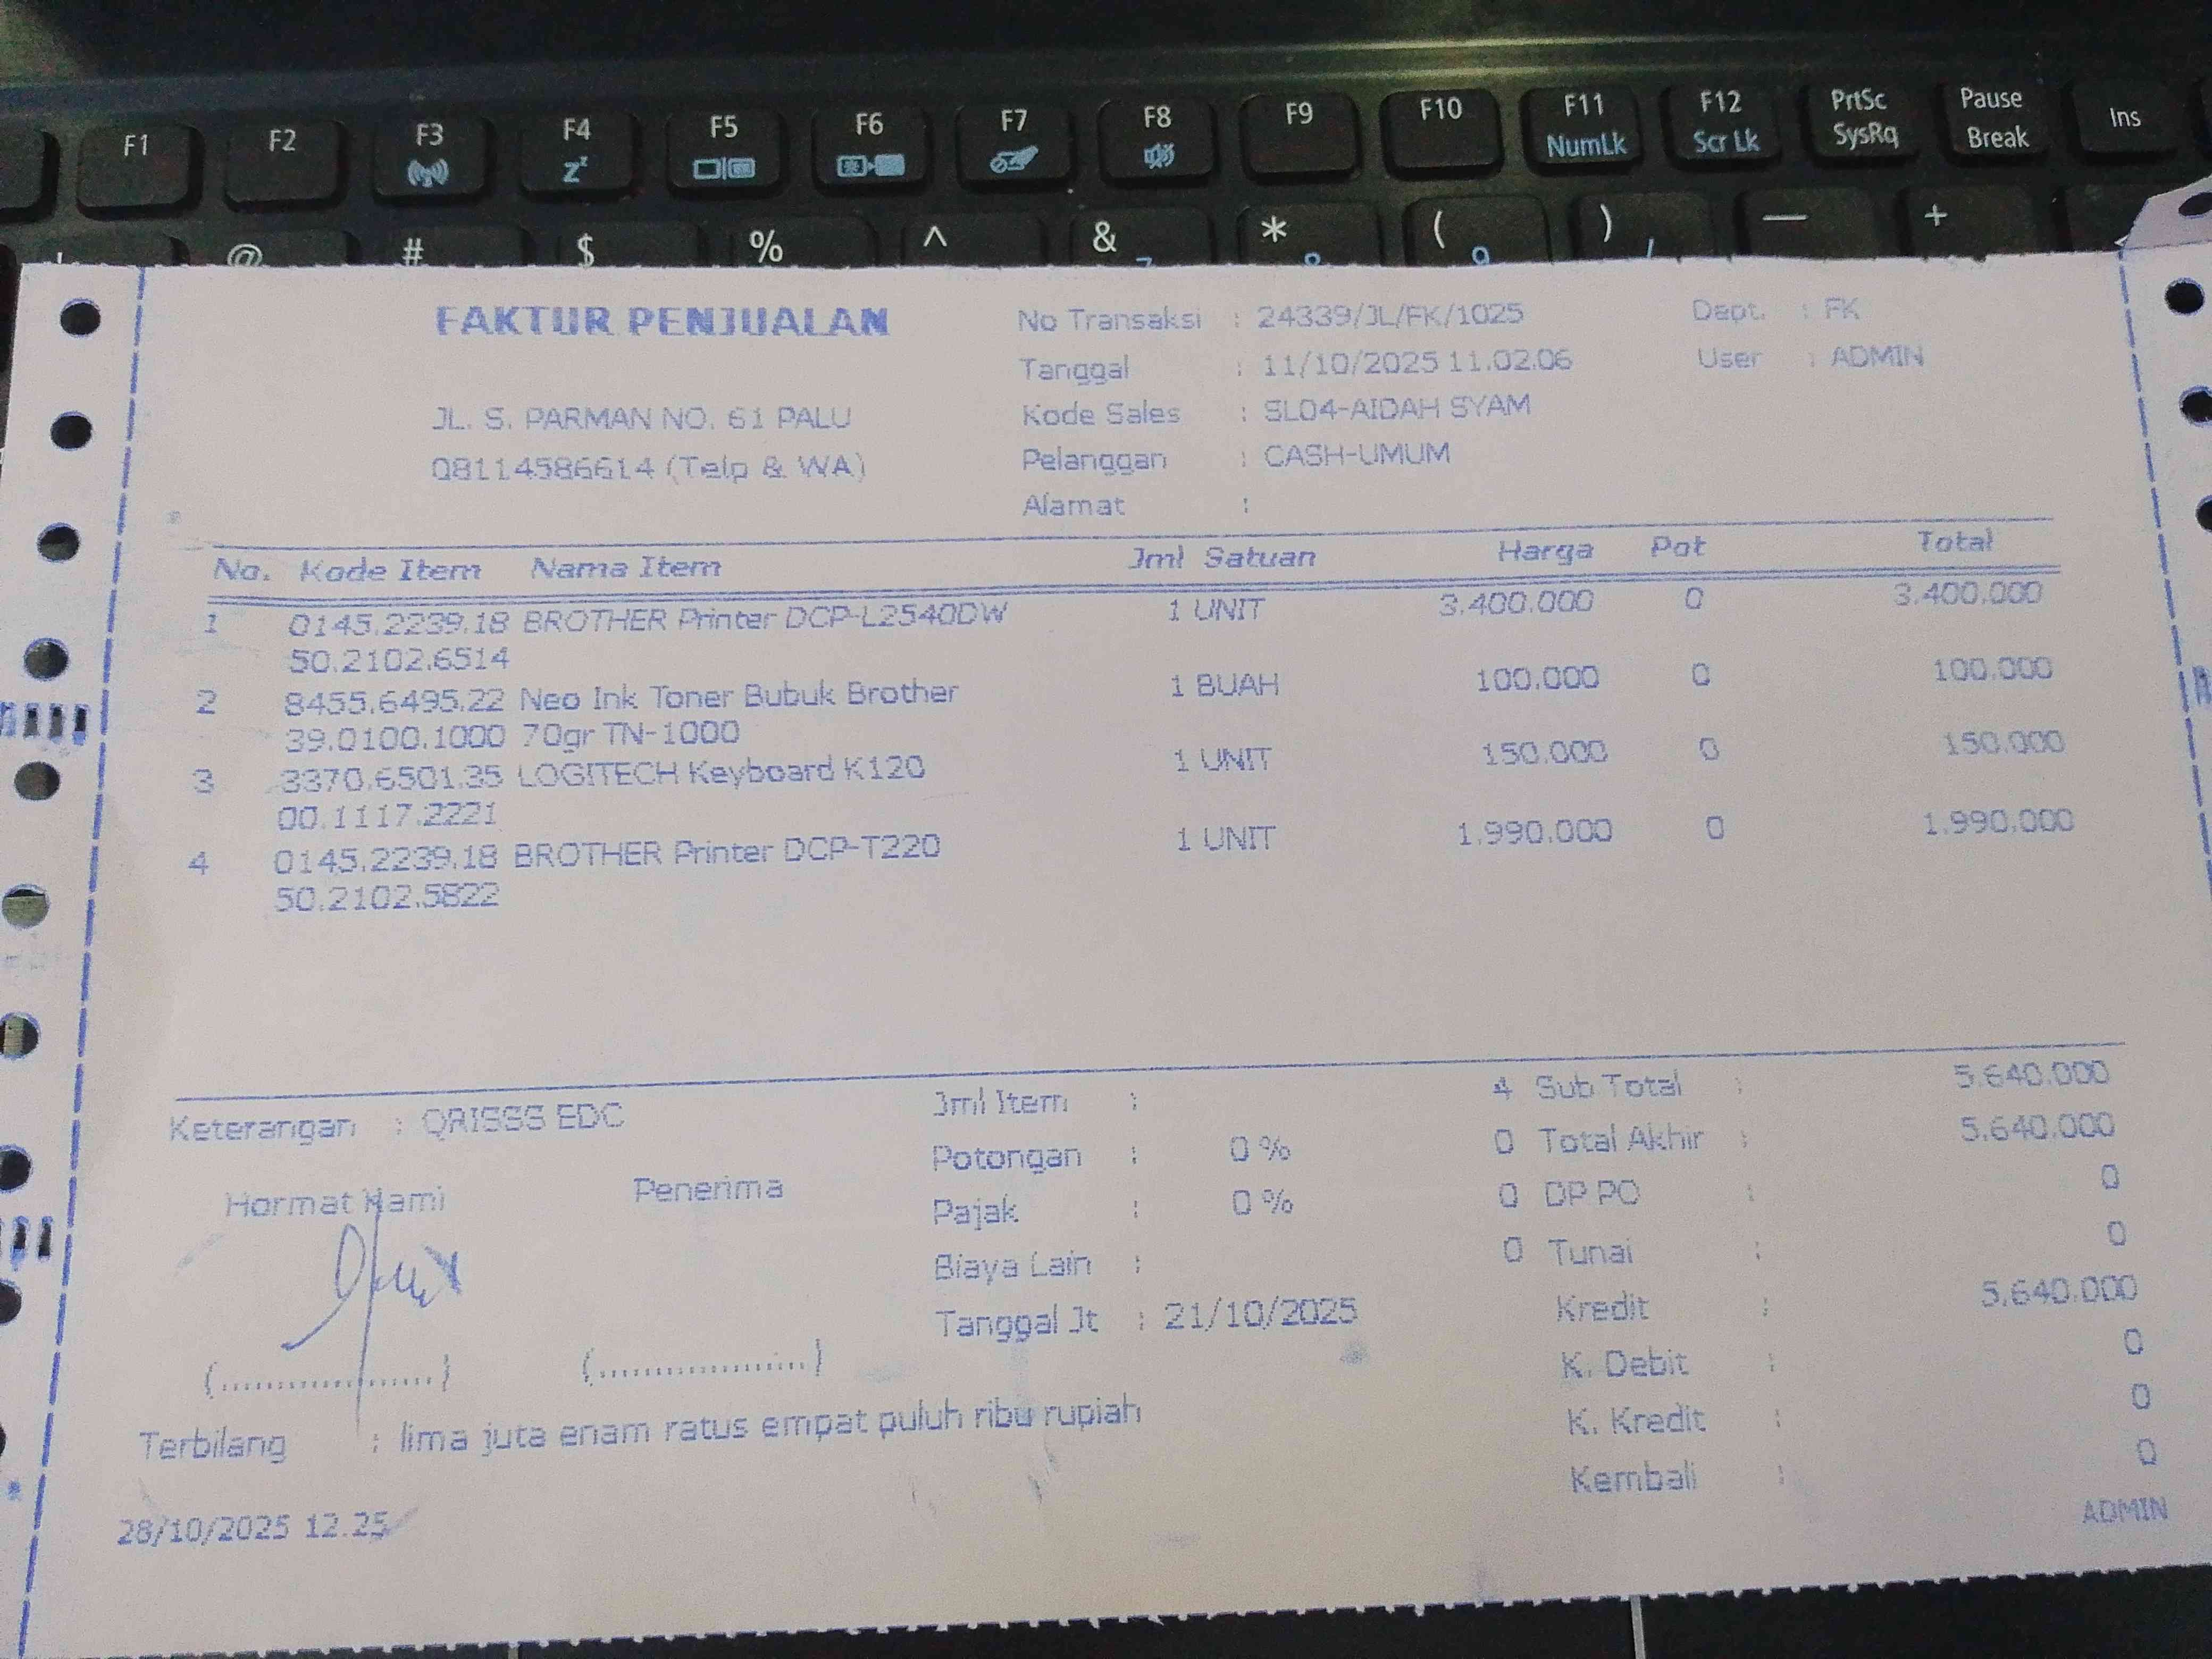 F1 F2 F3 F4 F5 F6 F7 F8 F9 F10 F11 F12 PrtSc Pause Ins
NumLk Scr Lk SysRq Break
@ # $ % ^ & * ( ) — +
FAKTUR PENJUALAN
JL. S. PARMAN NO. 61 PALU
08114586614 (Telp & WA)
No Transaksi : 24339/JL/FK/1025
Tanggal : 11/10/2025 11.02.06
Kode Sales : SL04-AIDAH SYAM
Pelanggan : CASH-UMUM
Alamat :
Dept. : FK
User : ADMIN
No. Kode Item Nama Item Jml Satuan Harga Pot Total
1 0145.2239.18 BROTHER Printer DCP-L2540DW 1 UNIT 3.400.000 0 3.400.000
50.2102.6514
2 8455.6495.22 Neo Ink Toner Bubuk Brother 1 BUAH 100.000 0 100.000
39.0100.1000 70gr TN-1000
3 3370.6501.35 LOGITECH Keyboard K120 1 UNIT 150.000 0 150.000
00.1117.2221
4 0145.2239.18 BROTHER Printer DCP-T220 1 UNIT 1.990.000 0 1.990.000
50.2102.5822
Keterangan : QRISSS EDC
Hormat Kami Penerima
(....................) (....................)
Jml Item : 4
Potongan : 0 % 0
Pajak : 0 % 0
Biaya Lain : 0
Tanggal Jt : 21/10/2025
Sub Total : 5.640.000
Total Akhir : 5.640.000
DP PO : 0
Tunai : 0
Kredit : 5.640.000
K. Debit : 0
K. Kredit : 0
Kembali : 0
Terbilang : lima juta enam ratus empat puluh ribu rupiah
28/10/2025 12.25
ADMIN